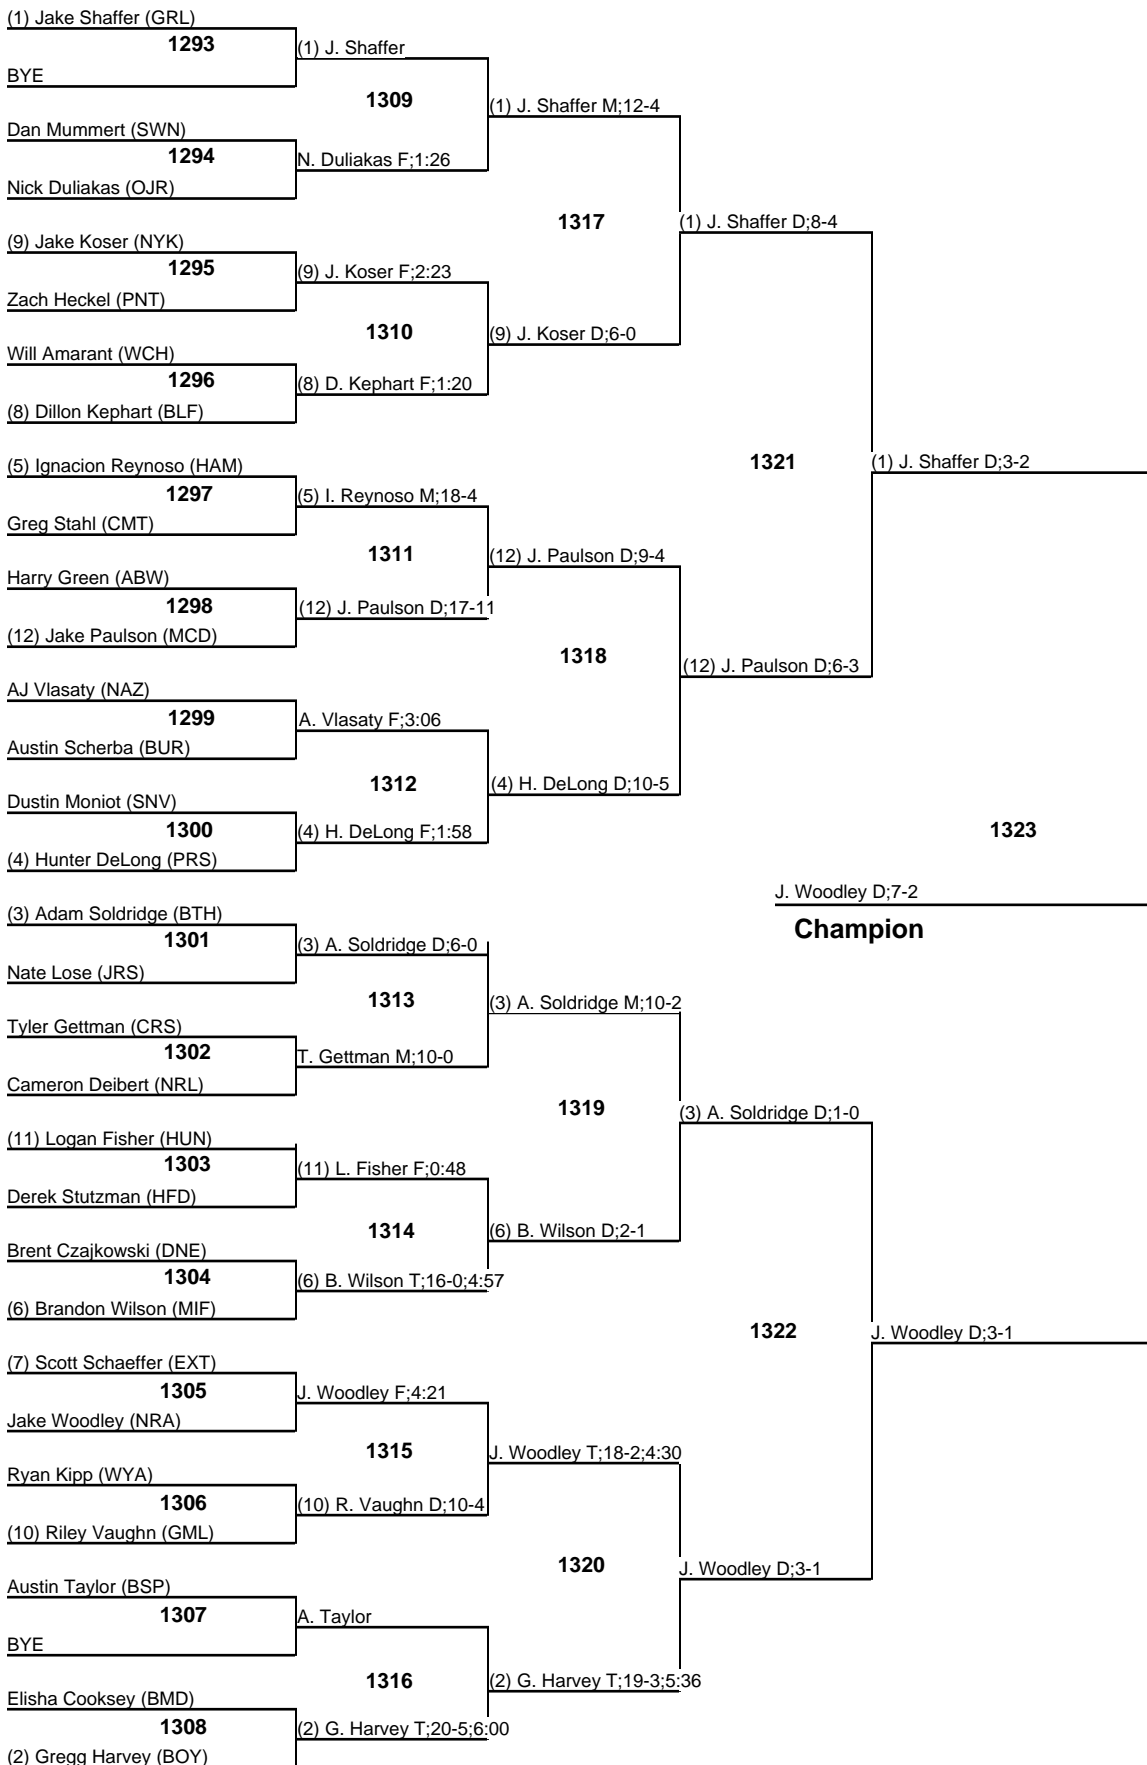 (1) Jake Shaffer (GRL)
1293
(1) J. Shaffer
BYE
1309
(1) J. Shaffer M;12-4
Dan Mummert (SWN)
1294
N. Duliakas F;1:26
Nick Duliakas (OJR)
1317
(1) J. Shaffer D;8-4
(9) Jake Koser (NYK)
1295
(9) J. Koser F;2:23
Zach Heckel (PNT)
1310
(9) J. Koser D;6-0
Will Amarant (WCH)
1296
(8) D. Kephart F;1:20
(8) Dillon Kephart (BLF)
1321
(1) J. Shaffer D;3-2
(5) Ignacion Reynoso (HAM)
1297
(5) I. Reynoso M;18-4
Greg Stahl (CMT)
1311
(12) J. Paulson D;9-4
Harry Green (ABW)
1298
(12) J. Paulson D;17-11
(12) Jake Paulson (MCD)
1318
(12) J. Paulson D;6-3
AJ Vlasaty (NAZ)
1299
A. Vlasaty F;3:06
Austin Scherba (BUR)
1312
(4) H. DeLong D;10-5
Dustin Moniot (SNV)
1300
(4) H. DeLong F;1:58
(4) Hunter DeLong (PRS)
1323
J. Woodley D;7-2
Champion
(3) Adam Soldridge (BTH)
1301
(3) A. Soldridge D;6-0
Nate Lose (JRS)
1313
(3) A. Soldridge M;10-2
Tyler Gettman (CRS)
1302
T. Gettman M;10-0
Cameron Deibert (NRL)
1319
(3) A. Soldridge D;1-0
(11) Logan Fisher (HUN)
1303
(11) L. Fisher F;0:48
Derek Stutzman (HFD)
1314
(6) B. Wilson D;2-1
Brent Czajkowski (DNE)
1304
(6) B. Wilson T;16-0;4:57
(6) Brandon Wilson (MIF)
1322
J. Woodley D;3-1
(7) Scott Schaeffer (EXT)
1305
J. Woodley F;4:21
Jake Woodley (NRA)
1315
J. Woodley T;18-2;4:30
Ryan Kipp (WYA)
1306
(10) R. Vaughn D;10-4
(10) Riley Vaughn (GML)
1320
J. Woodley D;3-1
Austin Taylor (BSP)
1307
A. Taylor
BYE
1316
(2) G. Harvey T;19-3;5:36
Elisha Cooksey (BMD)
1308
(2) G. Harvey T;20-5;6:00
(2) Gregg Harvey (BOY)